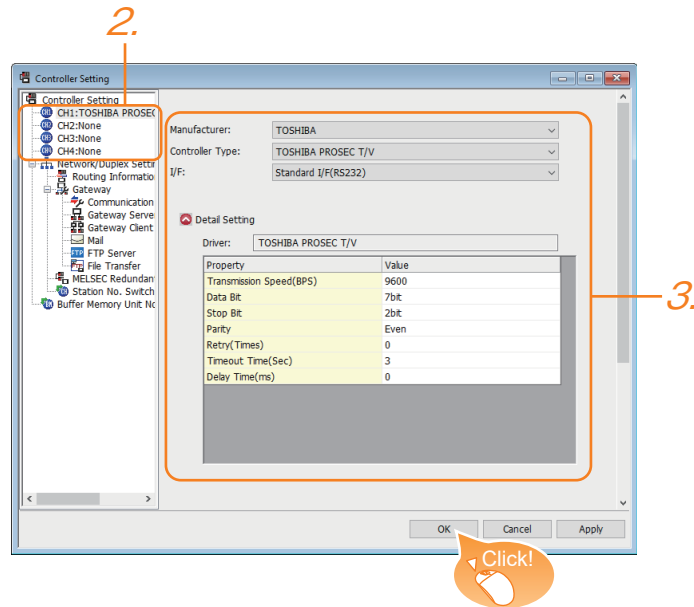 2.
Controller Setting
Controller Setting
CH1:TOSHIBA PROSEC
CH2:None
CH3:None
CH4:None
Network/Duplex Setti
Routing Informatio
Gateway
Communication
Gateway Serve
Gateway Client
Mail
FTP FTP Server
File Transfer
MELSEC Redundan
Station No. Switch
Buffer Memory Unit No
Manufacturer: TOSHIBA
Controller Type: TOSHIBA PROSEC T/V
I/F: Standard I/F(RS232)
Detail Setting
Driver: TOSHIBA PROSEC T/V
Property Value
Transmission Speed(BPS) 9600
Data Bit 7bit
Stop Bit 2bit
Parity Even
Retry(Times) 0
Timeout Time(Sec) 3
Delay Time(ms) 0
3.
OK Cancel Apply
Click!